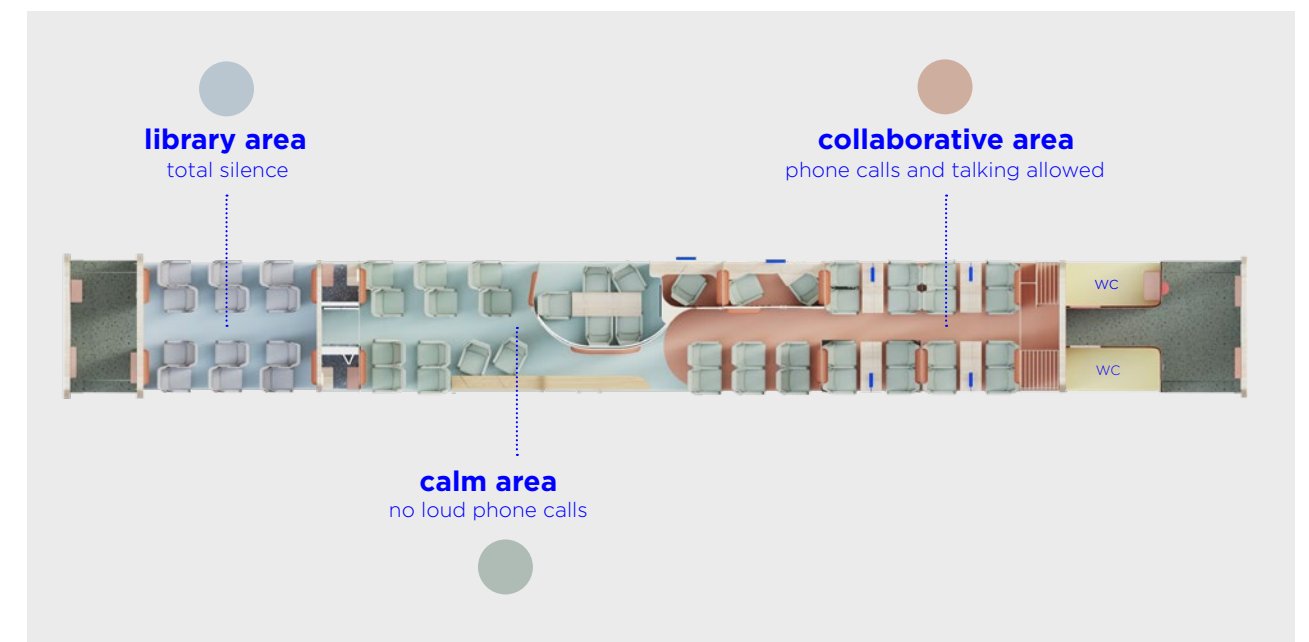 library area
total silence
collaborative area
phone calls and talking allowed
WC
WC
calm area
no loud phone calls